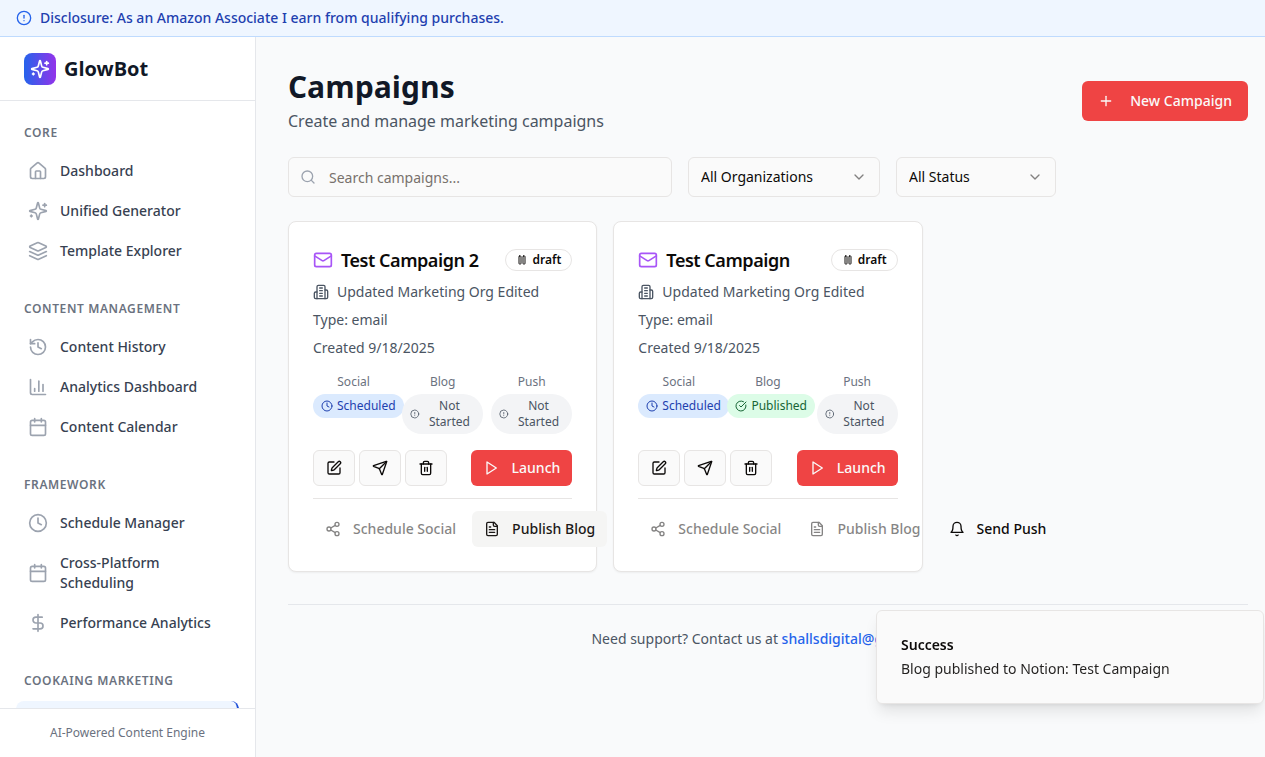 Disclosure: As an Amazon Associate I earn from qualifying purchases.
GlowBot
CORE
Dashboard
Unified Generator
Template Explorer
CONTENT MANAGEMENT
Content History
Analytics Dashboard
Content Calendar
FRAMEWORK
Schedule Manager
Cross-Platform
Scheduling
Performance Analytics
COOKAING MARKETING
AI-Powered Content Engine
Campaigns
Create and manage marketing campaigns
New Campaign
Search campaigns...
All Organizations
All Status
Test Campaign 2
draft
Updated Marketing Org Edited
Type: email
Created 9/18/2025
Social Blog Push
Scheduled Not Started Not Started
Launch
Schedule Social Publish Blog
Test Campaign
draft
Updated Marketing Org Edited
Type: email
Created 9/18/2025
Social Blog Push
Scheduled Published Not Started
Launch
Schedule Social Publish Blog Send Push
Need support? Contact us at shallsdigital@
Success
Blog published to Notion: Test Campaign